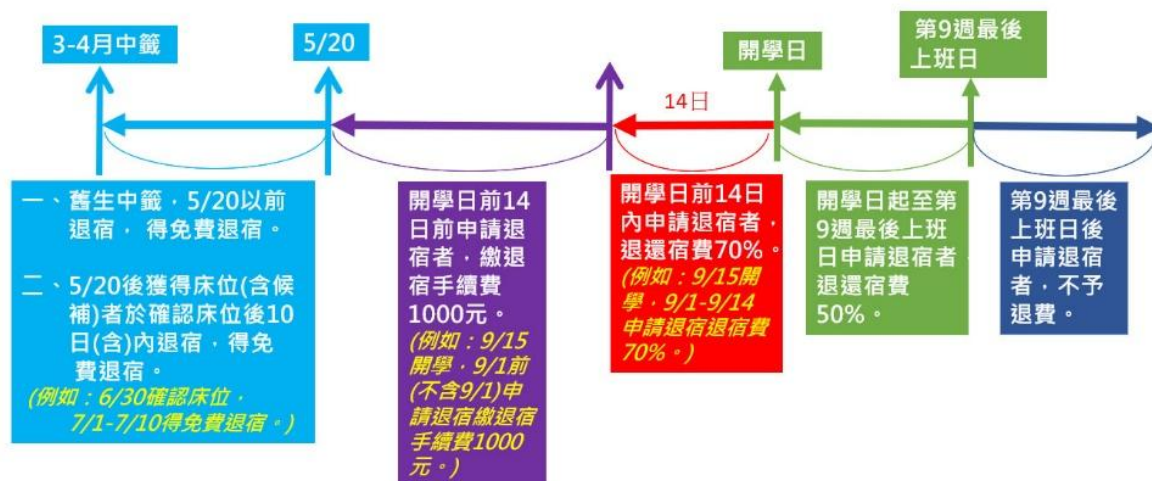 3-4月中籤
5/20
14日
開學日
第9週最後
上班日
一、舊生中籤，5/20以前
退宿， 得免費退宿。
二、5/20後獲得床位(含候
補)者於確認床位後10
日(含)內退宿，得免
費退宿。
(例如：6/30確認床位，
7/1-7/10得免費退宿。)
開學日前14
日前申請退
宿者，繳退
宿手續費
1000元。
(例如：9/15
開學，9/1前
(不含9/1)申
請退宿繳退宿
手續費1000
元。)
開學日前14日
內申請退宿者，
退還宿費70%。
(例如：9/15開
學，9/1-9/14
申請退宿退宿費
70%。)
開學日起至第
9週最後上班
日申請退宿者，
退還宿費
50%。
第9週最後
上班日後
申請退宿
者，不予
退費。